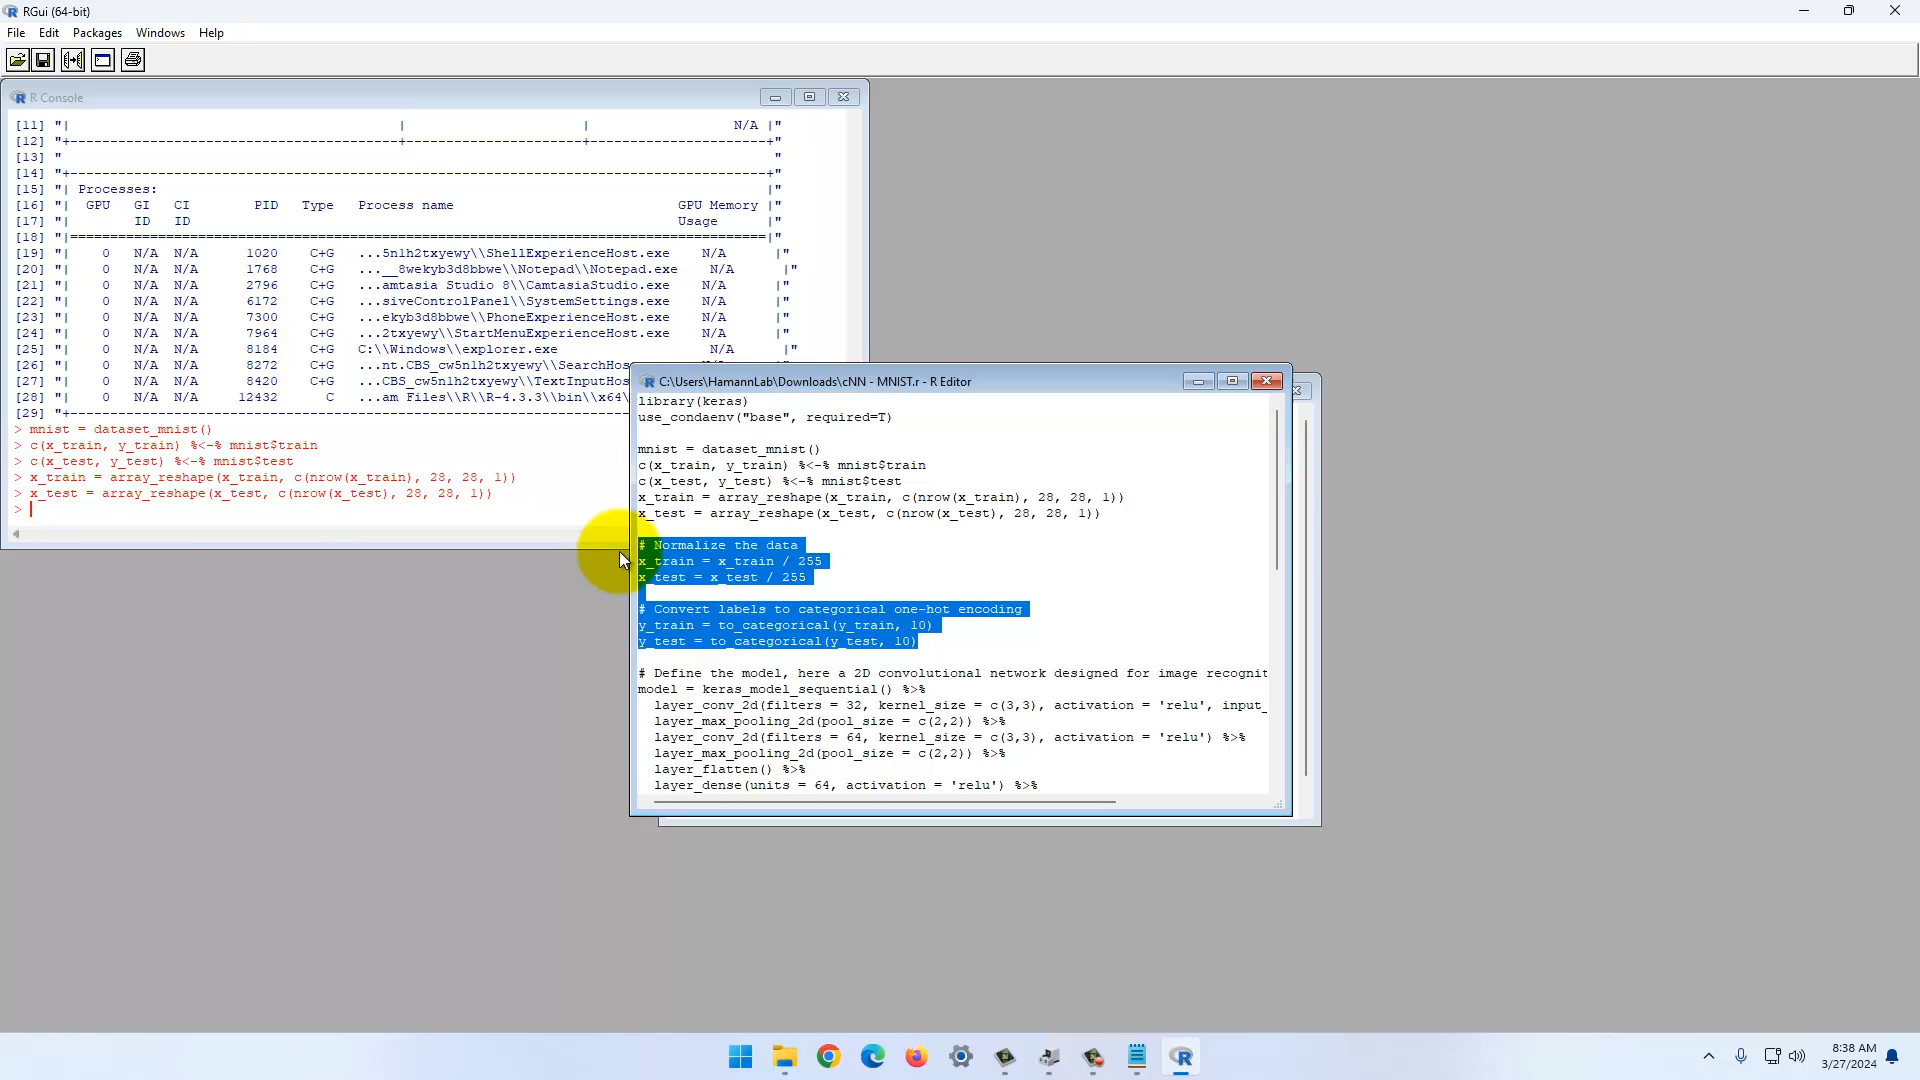 RGui (64-bit)
File Edit Packages Windows Help
R Console
[11] "| | | N/A |"
[12] "+-----------------------------------------+----------------------+----------------------+"
[13] " "
[14] "+---------------------------------------------------------------------------------------+"
[15] "| Processes: |"
[16] "| GPU GI CI PID Type Process name GPU Memory |"
[17] "| ID ID Usage |"
[18] "|=======================================================================================|"
[19] "| 0 N/A N/A 1020 C+G ...5n1h2txyewy\\ShellExperienceHost.exe N/A |"
[20] "| 0 N/A N/A 1768 C+G ...__8wekyb3d8bbwe\\Notepad\\Notepad.exe N/A |"
[21] "| 0 N/A N/A 2796 C+G ...amtasia Studio 8\\CamtasiaStudio.exe N/A |"
[22] "| 0 N/A N/A 6172 C+G ...siveControlPanel\\SystemSettings.exe N/A |"
[23] "| 0 N/A N/A 7300 C+G ...ekyb3d8bbwe\\PhoneExperienceHost.exe N/A |"
[24] "| 0 N/A N/A 7964 C+G ...2txyewy\\StartMenuExperienceHost.exe N/A |"
[25] "| 0 N/A N/A 8184 C+G C:\\Windows\\explorer.exe N/A |"
[26] "| 0 N/A N/A 8272 C+G ...nt.CBS_cw5n1h2txyewy\\SearchHos
[27] "| 0 N/A N/A 8420 C+G ...CBS_cw5n1h2txyewy\\TextInputHo
[28] "| 0 N/A N/A 12432 C ...am Files\\R\\R-4.3.3\\bin\\x64\
[29] "+----------------------------------------------------------------------
> mnist = dataset_mnist()
> c(x_train, y_train) %<-% mnist$train
> c(x_test, y_test) %<-% mnist$test
> x_train = array_reshape(x_train, c(nrow(x_train), 28, 28, 1))
> x_test = array_reshape(x_test, c(nrow(x_test), 28, 28, 1))
>
C:\Users\HamannLab\Downloads\cNN - MNIST.r - R Editor
library(keras)
use_condaenv("base", required=T)
mnist = dataset_mnist()
c(x_train, y_train) %<-% mnist$train
c(x_test, y_test) %<-% mnist$test
x_train = array_reshape(x_train, c(nrow(x_train), 28, 28, 1))
x_test = array_reshape(x_test, c(nrow(x_test), 28, 28, 1))
# Normalize the data
x_train = x_train / 255
x_test = x_test / 255
# Convert labels to categorical one-hot encoding
y_train = to_categorical(y_train, 10)
y_test = to_categorical(y_test, 10)
# Define the model, here a 2D convolutional network designed for image recognit
model = keras_model_sequential() %>%
layer_conv_2d(filters = 32, kernel_size = c(3,3), activation = 'relu', input_
layer_max_pooling_2d(pool_size = c(2,2)) %>%
layer_conv_2d(filters = 64, kernel_size = c(3,3), activation = 'relu') %>%
layer_max_pooling_2d(pool_size = c(2,2)) %>%
layer_flatten() %>%
layer_dense(units = 64, activation = 'relu') %>%
8:38 AM
3/27/2024